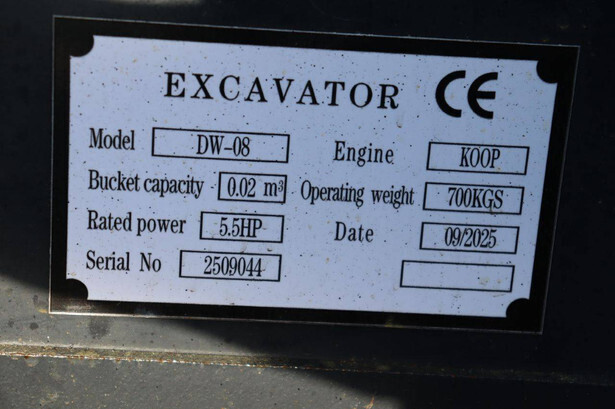 EXCAVATOR CE
Model DW-08 Engine KOOP
Bucket capacity 0.02 m³ Operating weight 700KGS
Rated power 5.5HP Date 09/2025
Serial No 2509044